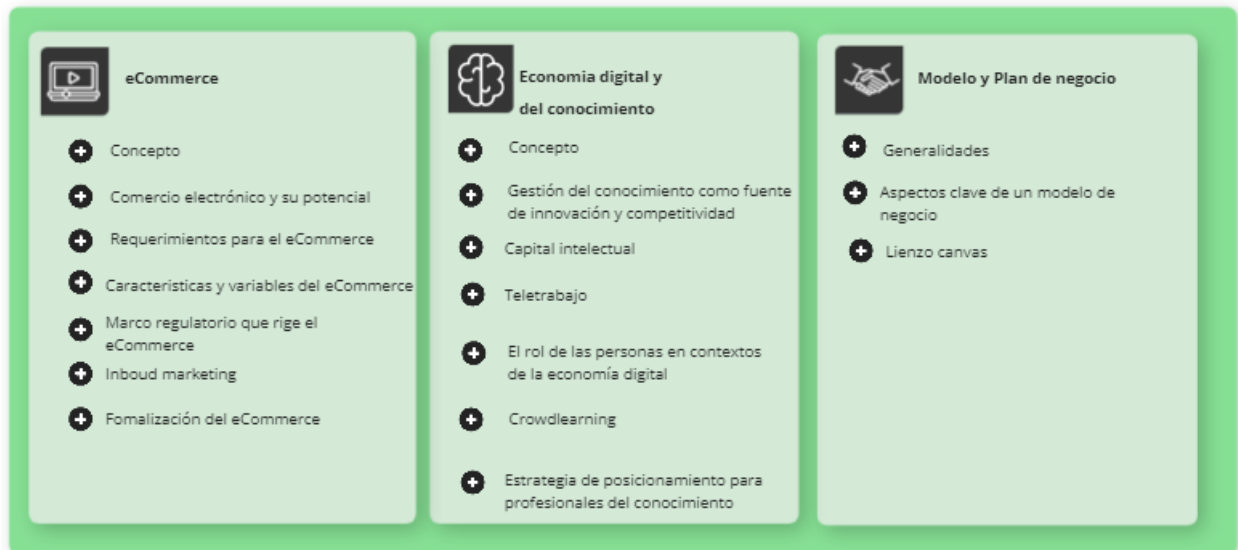 eCommerce
Concepto
Comercio electrónico y su potencial
Requerimientos para el eCommerce
Caracteristicas y variables del eCommerce
Marco regulatorio que rige el
eCommerce
Inboud marketing
Fomalización del eCommerce
Economia digital y
del conocimiento
Concepto
Gestión del conocimiento como fuente
de innovación y competitividad
Capital intelectual
Teletrabajo
El rol de las personas en contextos
de la economía digital
Crowdlearning
Estrategia de posicionamiento para
profesionales del conocimiento
Modelo y Plan de negocio
Generalidades
Aspectos clave de un modelo de
negocio
Lienzo canvas